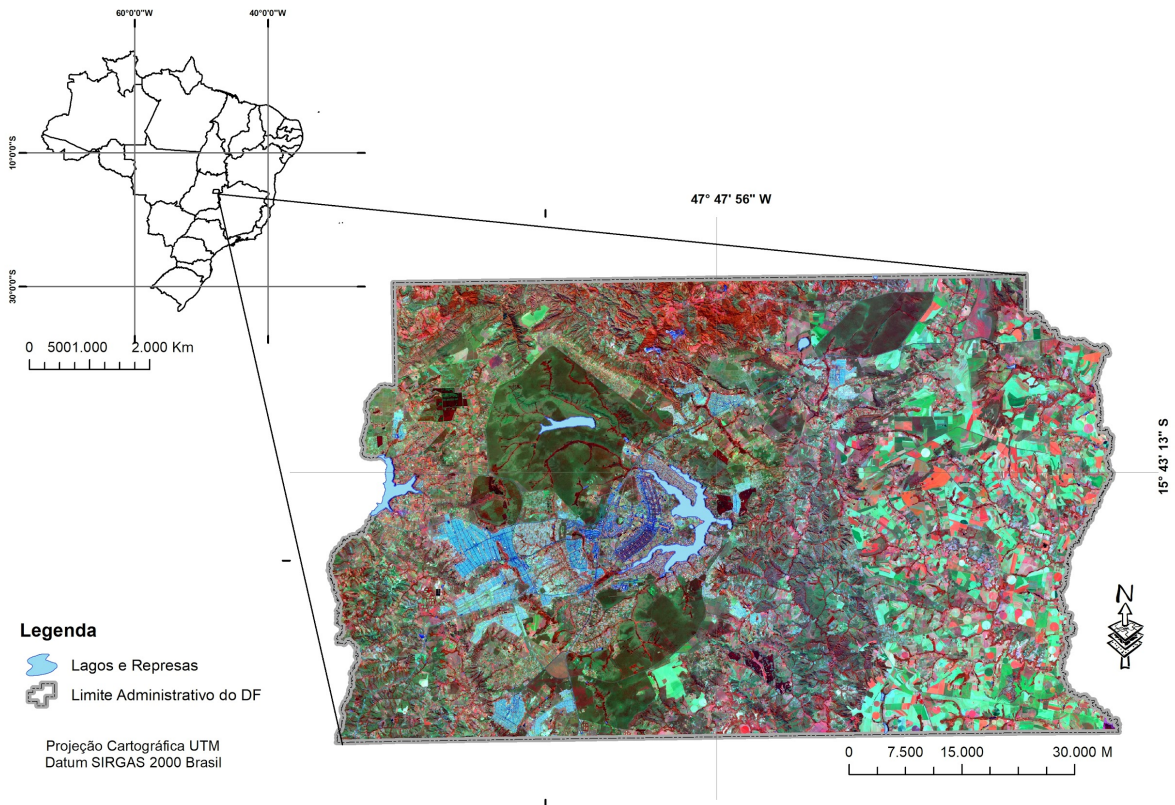 60°0'0"W 40°0'0"W
10°0'0"S
30°0'0"S
0 5001.000 2.000 Km
47° 47' 56" W
15° 43' 13" S
N
Legenda
Lagos e Represas
Limite Administrativo do DF
Projeção Cartográfica UTM
Datum SIRGAS 2000 Brasil
0 7.500 15.000 30.000 M